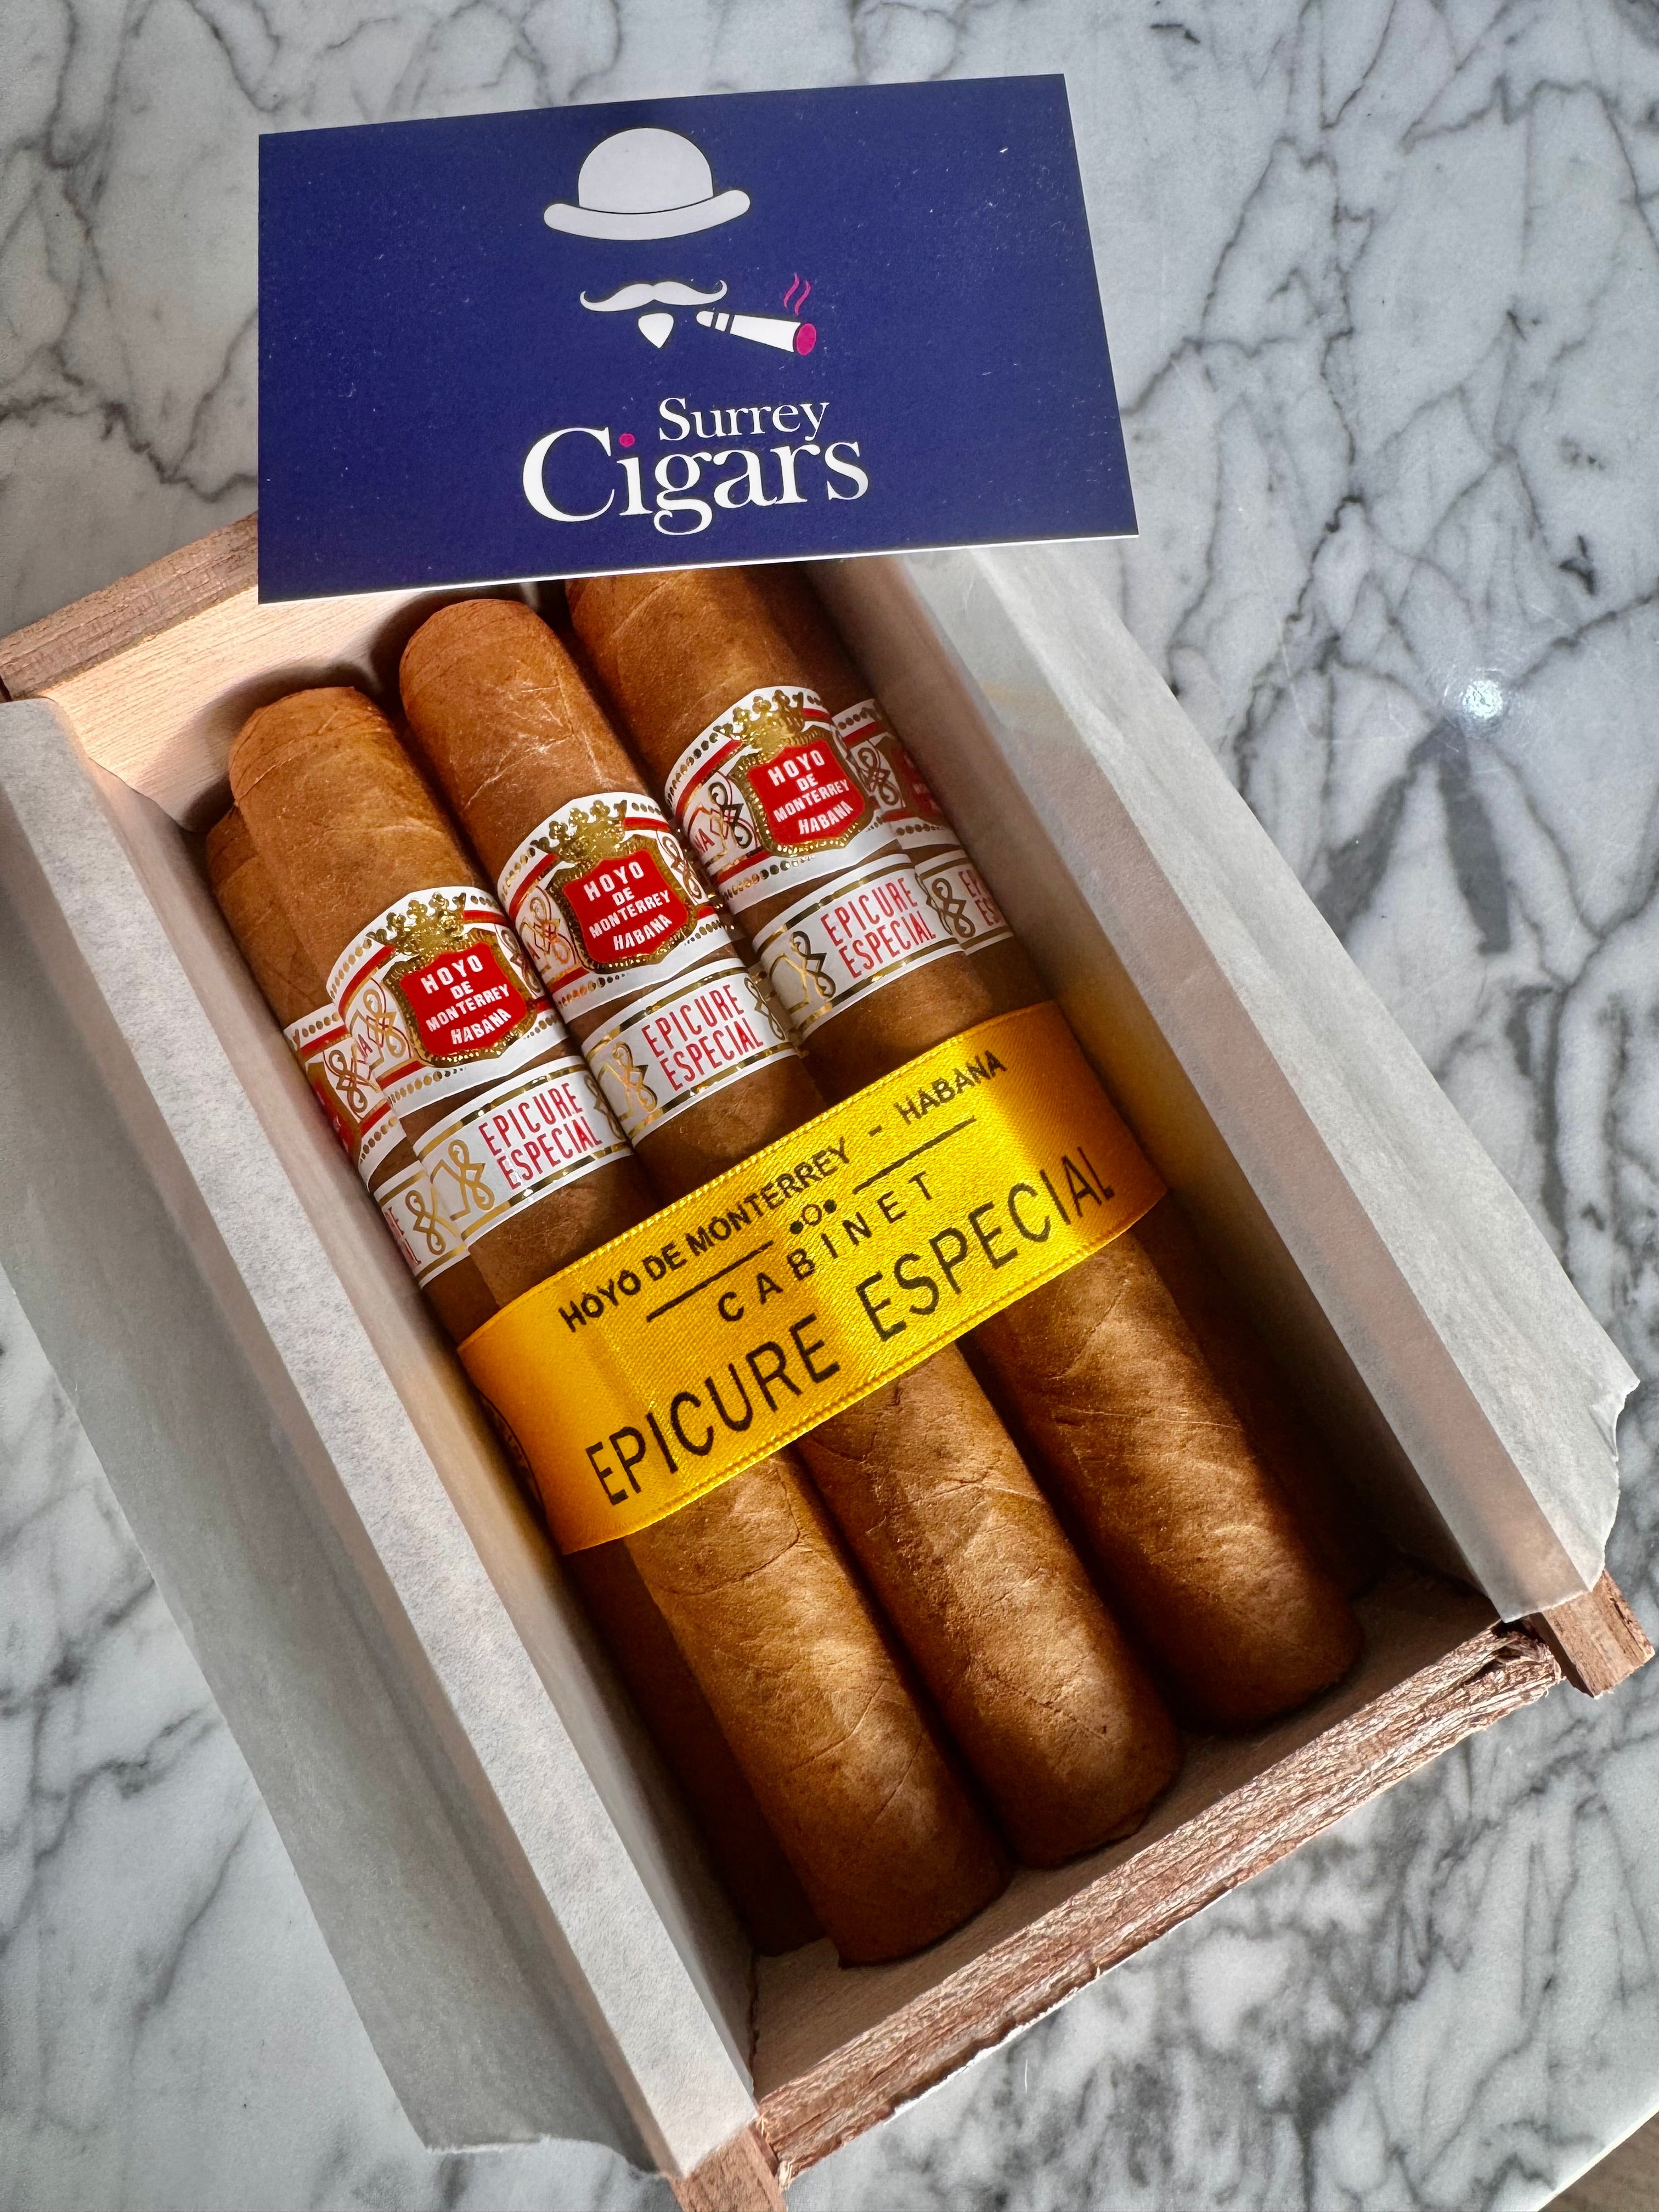 Surrey
Cigars
HOYO
DE
MONTERREY
HABANA
EPICURE
ESPECIAL
HOYO
DE
MONTERREY
HABANA
EPICURE
ESPECIAL
HOYO
DE
MONTERREY
HABANA
EPICURE
ESPECIAL
HOYO DE MONTERREY - HABANA
CABINET
EPICURE ESPECIAL